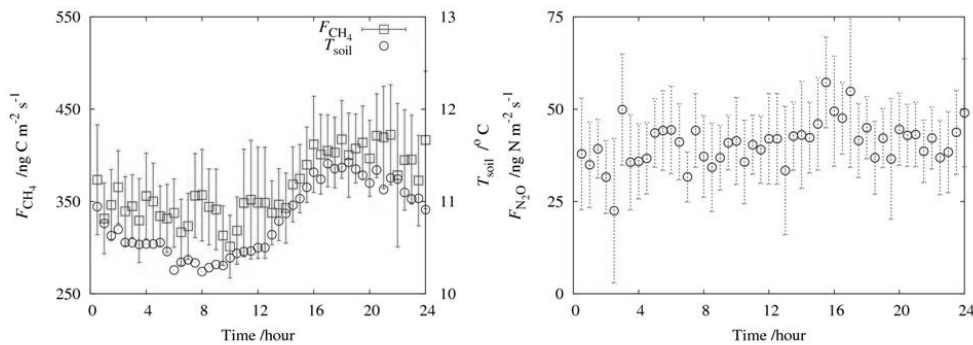 550
450
350
250
F_CH4 /ng C m^-2 s^-1
F_CH4
T_soil
13
12
11
10
T_soil /°C
0 4 8 12 16 20 24
Time /hour
75
50
25
0
F_N2O /ng N m^-2 s^-1
0 4 8 12 16 20 24
Time /hour